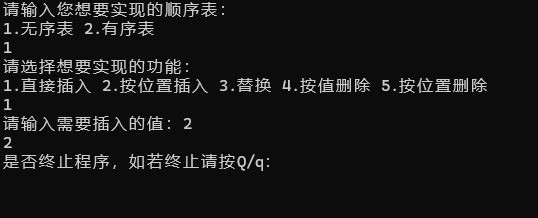 请输入您想要实现的顺序表:
1.无序表 2.有序表
1
请选择想要实现的功能:
1.直接插入 2.按位置插入 3.替换 4.按值删除 5.按位置删除
1
请输入需要插入的值: 2
2
是否终止程序, 如若终止请按Q/q: